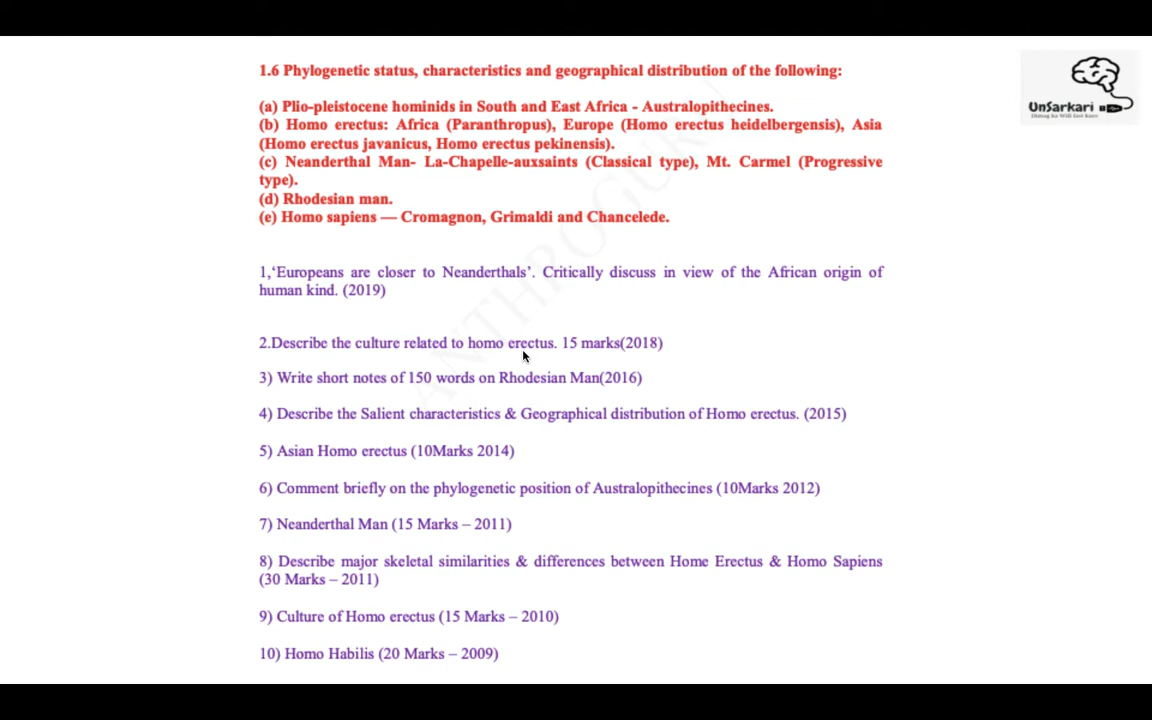 1.6 Phylogenetic status, characteristics and geographical distribution of the following:
UnSarkari
(a) Plio-pleistocene hominids in South and East Africa - Australopithecines.
(b) Homo erectus: Africa (Paranthropus), Europe (Homo erectus heidelbergensis), Asia
(Homo erectus javanicus, Homo erectus pekinensis).
(c) Neanderthal Man- La-Chapelle-auxsaints (Classical type), Mt. Carmel (Progressive
type).
(d) Rhodesian man.
(e) Homo sapiens — Cromagnon, Grimaldi and Chancelede.
1,‘Europeans are closer to Neanderthals’. Critically discuss in view of the African origin of
human kind. (2019)
2.Describe the culture related to homo erectus. 15 marks(2018)
3) Write short notes of 150 words on Rhodesian Man(2016)
4) Describe the Salient characteristics & Geographical distribution of Homo erectus. (2015)
5) Asian Homo erectus (10Marks 2014)
6) Comment briefly on the phylogenetic position of Australopithecines (10Marks 2012)
7) Neanderthal Man (15 Marks – 2011)
8) Describe major skeletal similarities & differences between Home Erectus & Homo Sapiens
(30 Marks – 2011)
9) Culture of Homo erectus (15 Marks – 2010)
10) Homo Habilis (20 Marks – 2009)